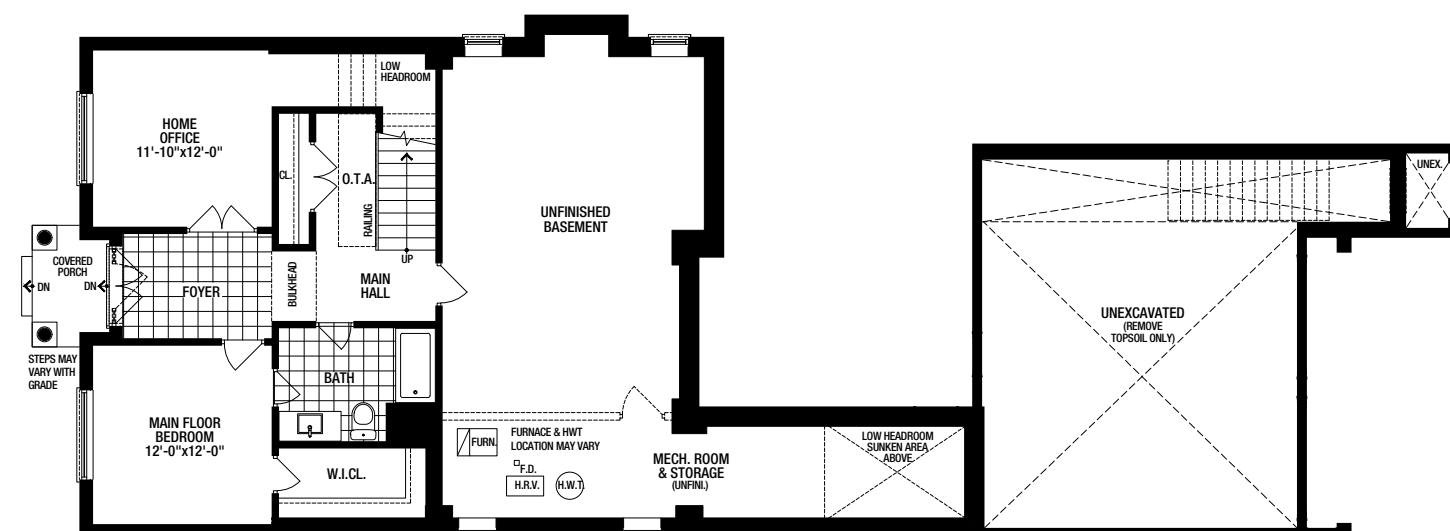 LOW
HEADROOM
HOME
OFFICE
11'-10"x12'-0"
CL.
O.T.A.
RAILING
UP
UNFINISHED
BASEMENT
UNEX.
COVERED
PORCH
DN
DN
FOYER
BULKHEAD
MAIN
HALL
UNEXCAVATED
(REMOVE
TOPSOIL ONLY)
STEPS MAY
VARY WITH
GRADE
BATH
MAIN FLOOR
BEDROOM
12'-0"x12'-0"
W.I.CL.
FURN.
FURNACE & HWT
LOCATION MAY VARY
F.D.
H.R.V.
H.W.T.
MECH. ROOM
& STORAGE
(UNFINI.)
LOW HEADROOM
SUNKEN AREA
ABOVE